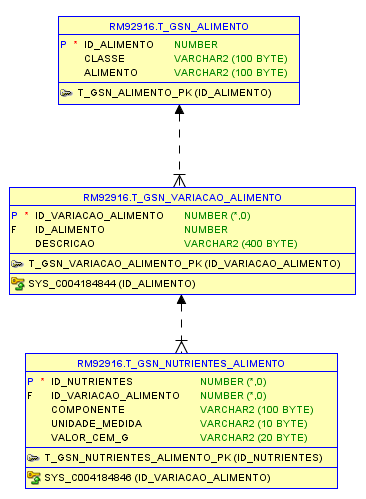 RM92916.T_GSN_ALIMENTO
P * ID_ALIMENTO NUMBER
CLASSE VARCHAR2 (100 BYTE)
ALIMENTO VARCHAR2 (100 BYTE)
T_GSN_ALIMENTO_PK (ID_ALIMENTO)
RM92916.T_GSN_VARIACAO_ALIMENTO
P * ID_VARIACAO_ALIMENTO NUMBER (*,0)
F ID_ALIMENTO NUMBER
DESCRICAO VARCHAR2 (400 BYTE)
T_GSN_VARIACAO_ALIMENTO_PK (ID_VARIACAO_ALIMENTO)
SYS_C004184844 (ID_ALIMENTO)
RM92916.T_GSN_NUTRIENTES_ALIMENTO
P * ID_NUTRIENTES NUMBER (*,0)
F ID_VARIACAO_ALIMENTO NUMBER (*,0)
COMPONENTE VARCHAR2 (100 BYTE)
UNIDADE_MEDIDA VARCHAR2 (10 BYTE)
VALOR_CEM_G VARCHAR2 (20 BYTE)
T_GSN_NUTRIENTES_ALIMENTO_PK (ID_NUTRIENTES)
SYS_C004184846 (ID_VARIACAO_ALIMENTO)